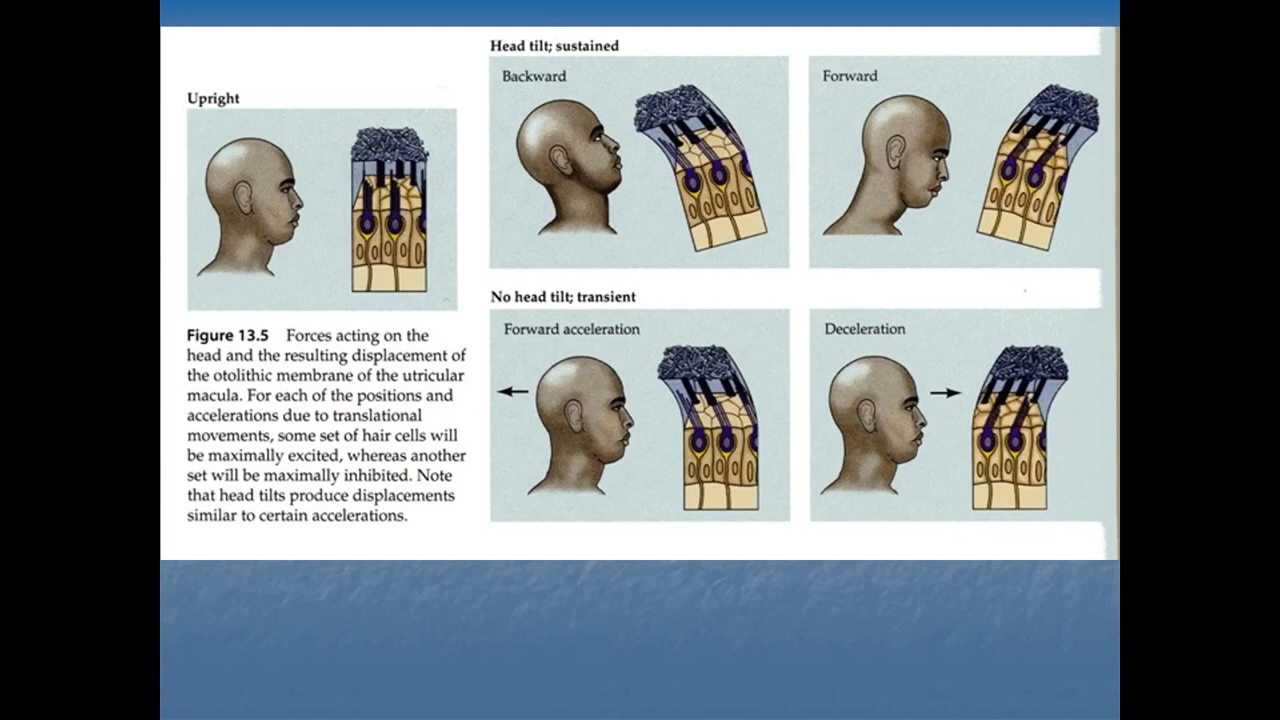 Upright
Figure 13.5 Forces acting on the
head and the resulting displacement of
the otolithic membrane of the utricular
macula. For each of the positions and
accelerations due to translational
movements, some set of hair cells will
be maximally excited, whereas another
set will be maximally inhibited. Note
that head tilts produce displacements
similar to certain accelerations.
Head tilt; sustained
Backward
Forward
No head tilt; transient
Forward acceleration
Deceleration